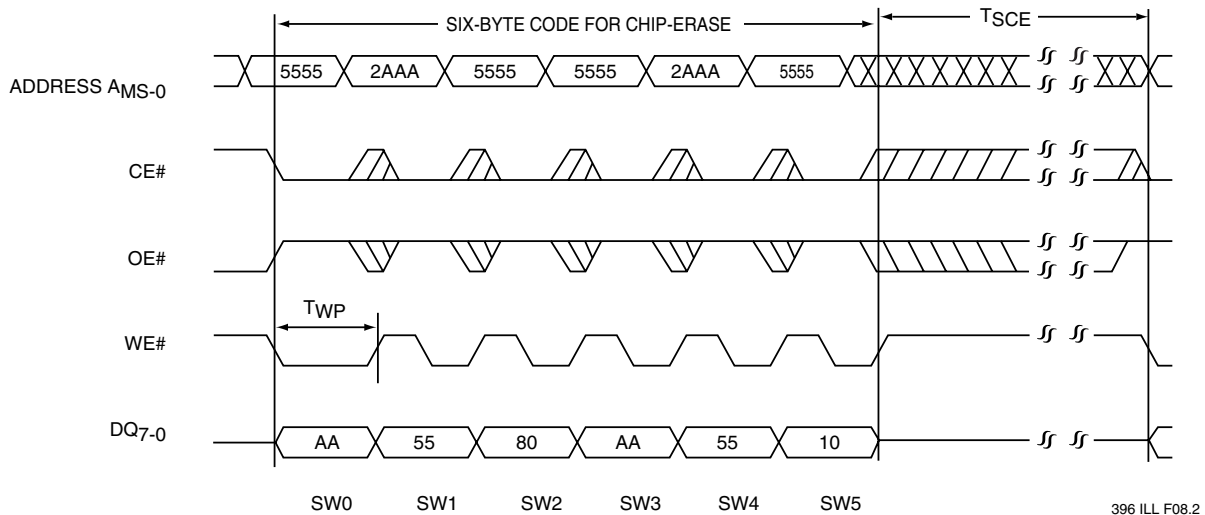 SIX-BYTE CODE FOR CHIP-ERASE TSCE
ADDRESS AMS-0 5555 2AAA 5555 5555 2AAA 5555
CE#
OE#
TWP
WE#
DQ7-0 AA 55 80 AA 55 10
SW0 SW1 SW2 SW3 SW4 SW5
396 ILL F08.2